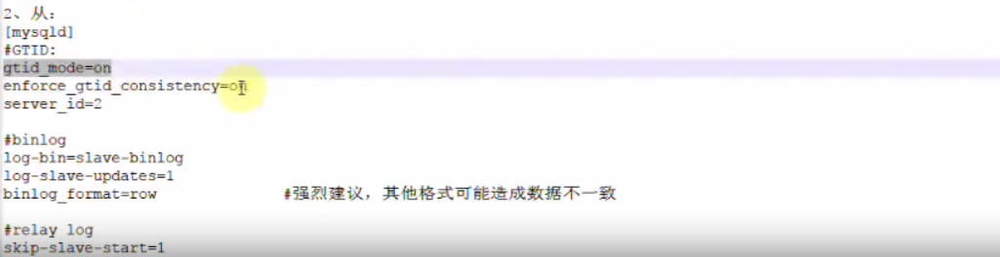 2、从:
[mysqld]
#GTID:
gtid_mode=on
enforce_gtid_consistency=on
server_id=2
#binlog
log-bin=slave-binlog
log-slave-updates=1
binlog_format=row #强烈建议，其他格式可能造成数据不一致
#relay log
skip-slave-start=1